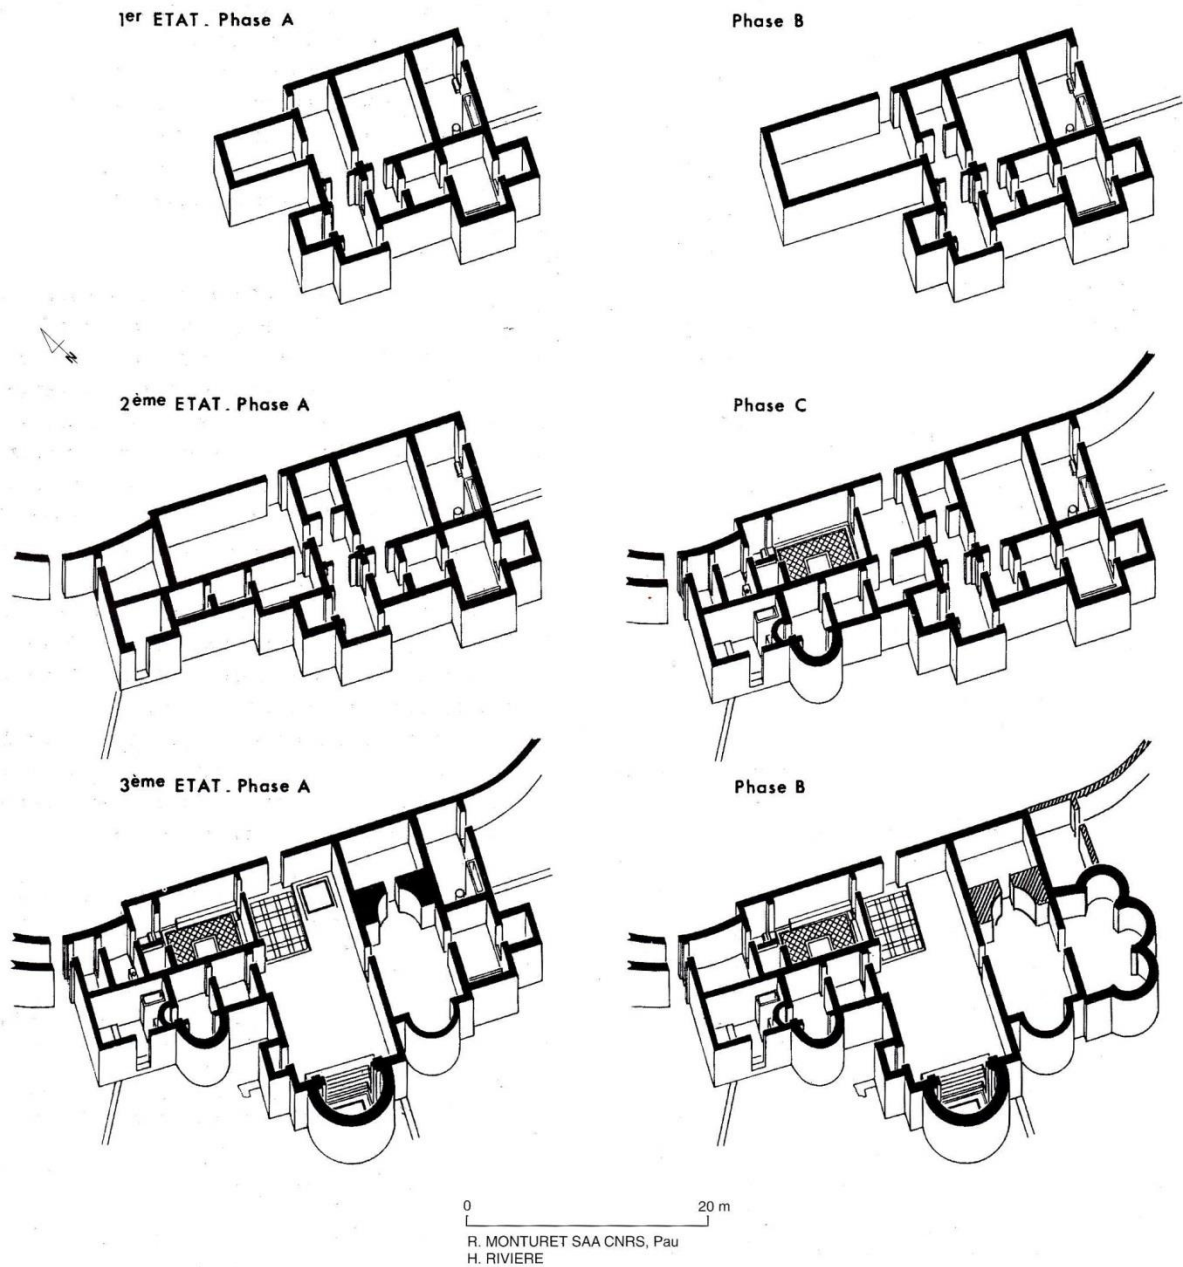 1er ETAT. Phase A
Phase B
N
2ème ETAT. Phase A
Phase C
3ème ETAT. Phase A
Phase B
0 20 m
R. MONTURET SAA CNRS, Pau
H. RIVIERE